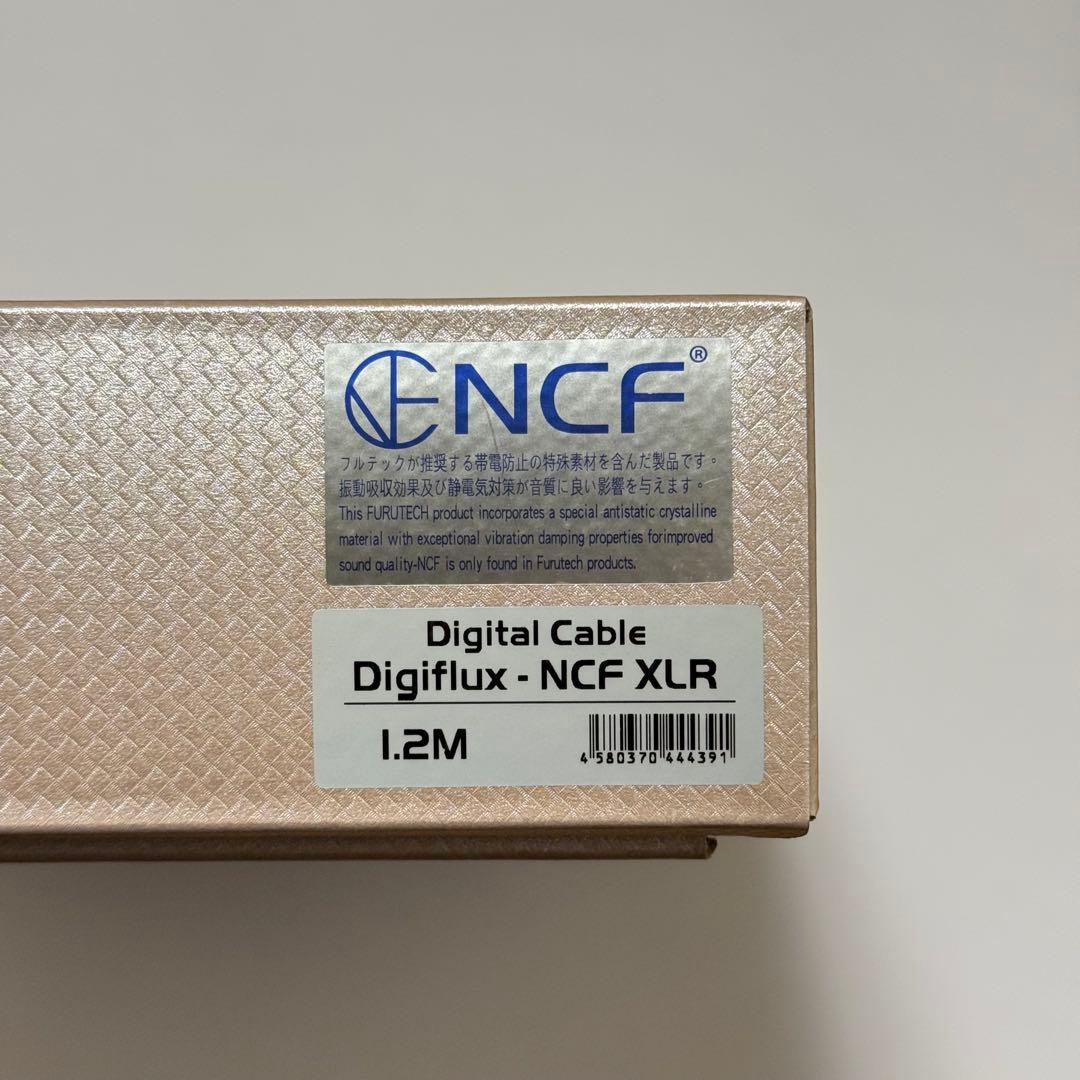 NCF®
フルテックが推奨する帯電防止の特殊素材を含んだ製品です。
振動吸収効果及び静電気対策が音質に良い影響を与えます。
This FURUTECH product incorporates a special antistatic crystalline
material with exceptional vibration damping properties forimproved
sound quality-NCF is only found in Furutech products.
Digital Cable
Digiflux - NCF XLR
1.2M
4 580370 444391